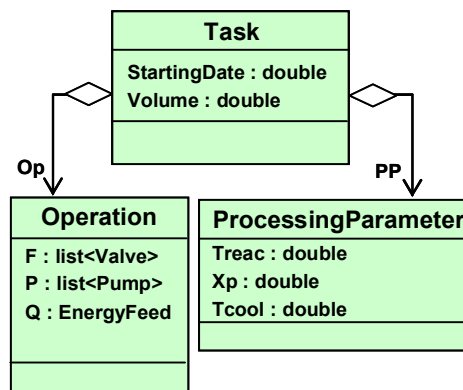 Task
StartingDate : double
Volume : double
Op
PP
Operation
F : list<Valve>
P : list<Pump>
Q : EnergyFeed
ProcessingParameter
Treac : double
Xp : double
Tcool : double